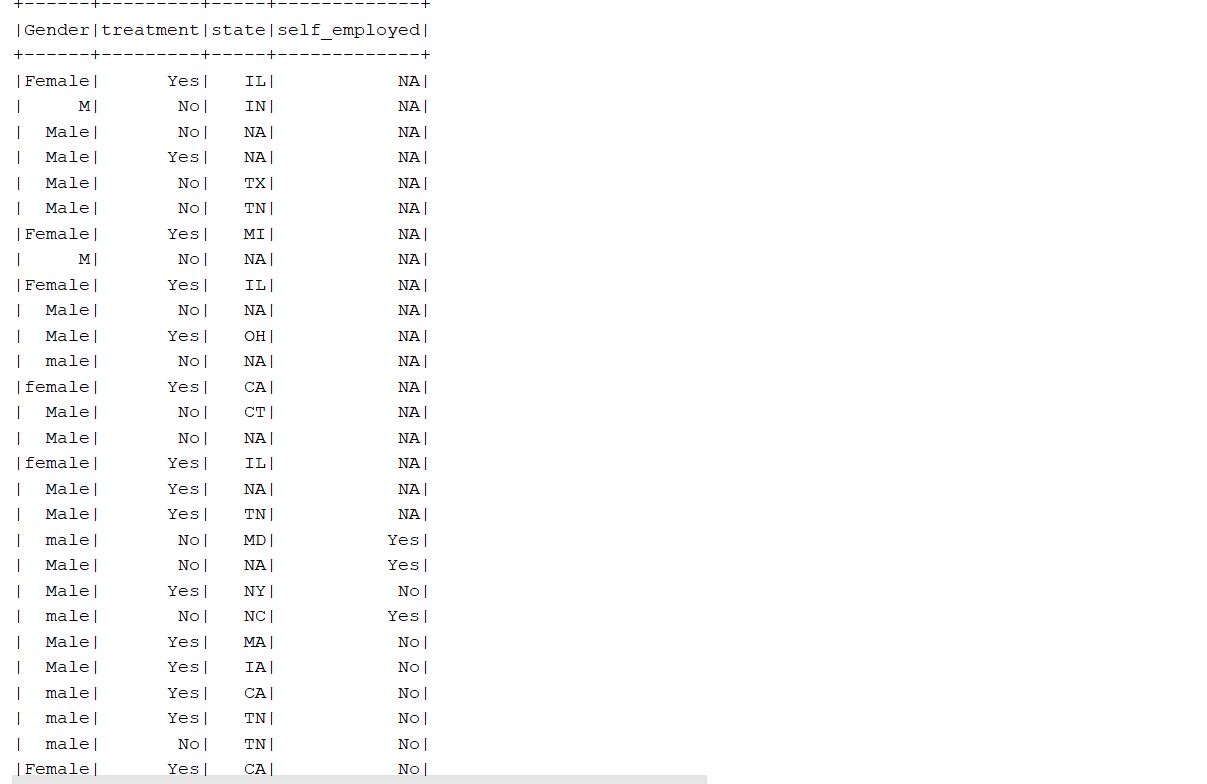 +------+---------+-----+-------------+
|Gender|treatment|state|self_employed|
+------+---------+-----+-------------+
|Female|      Yes|   IL|           NA|
|     M|       No|   IN|           NA|
|  Male|       No|   NA|           NA|
|  Male|      Yes|   NA|           NA|
|  Male|       No|   TX|           NA|
|  Male|       No|   TN|           NA|
|Female|      Yes|   MI|           NA|
|     M|       No|   NA|           NA|
|Female|      Yes|   IL|           NA|
|  Male|       No|   NA|           NA|
|  Male|      Yes|   OH|           NA|
|  male|       No|   NA|           NA|
|female|      Yes|   CA|           NA|
|  Male|       No|   CT|           NA|
|  Male|       No|   NA|           NA|
|female|      Yes|   IL|           NA|
|  Male|      Yes|   NA|           NA|
|  Male|      Yes|   TN|           NA|
|  male|       No|   MD|          Yes|
|  Male|       No|   NA|          Yes|
|  Male|      Yes|   NY|           No|
|  male|       No|   NC|          Yes|
|  Male|      Yes|   MA|           No|
|  Male|      Yes|   IA|           No|
|  male|      Yes|   CA|           No|
|  male|      Yes|   TN|           No|
|  male|       No|   TN|           No|
|Female|      Yes|   CA|           No|